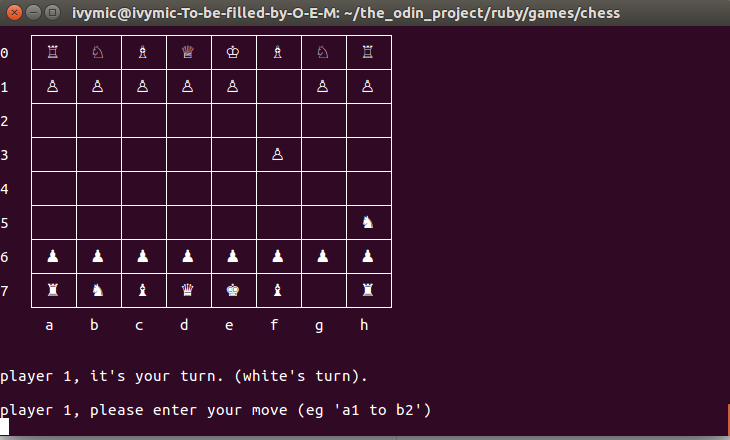 ivymic@ivymic-To-be-filled-by-O-E-M: ~/the_odin_project/ruby/games/chess
0 ♖ ♘ ♗ ♕ ♔ ♗ ♘ ♖
1 ♙ ♙ ♙ ♙ ♙ ♙ ♙
2
3 ♙
4
5 ♞
6 ♟ ♟ ♟ ♟ ♟ ♟ ♟ ♟
7 ♜ ♞ ♝ ♛ ♚ ♝ ♜
a b c d e f g h
player 1, it's your turn. (white's turn).
player 1, please enter your move (eg 'a1 to b2')